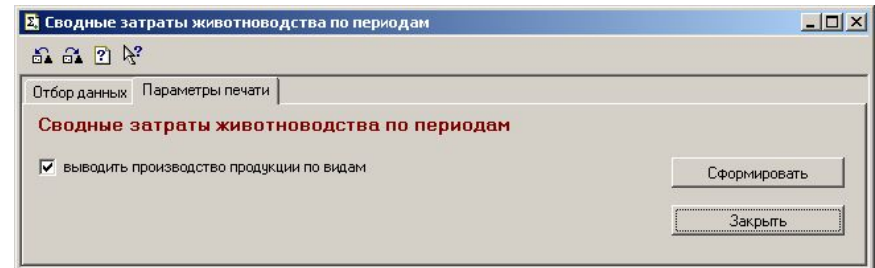 Сводные затраты животноводства по периодам
Отбор данных Параметры печати
Сводные затраты животноводства по периодам
выводить производство продукции по видам
Сформировать
Закрыть